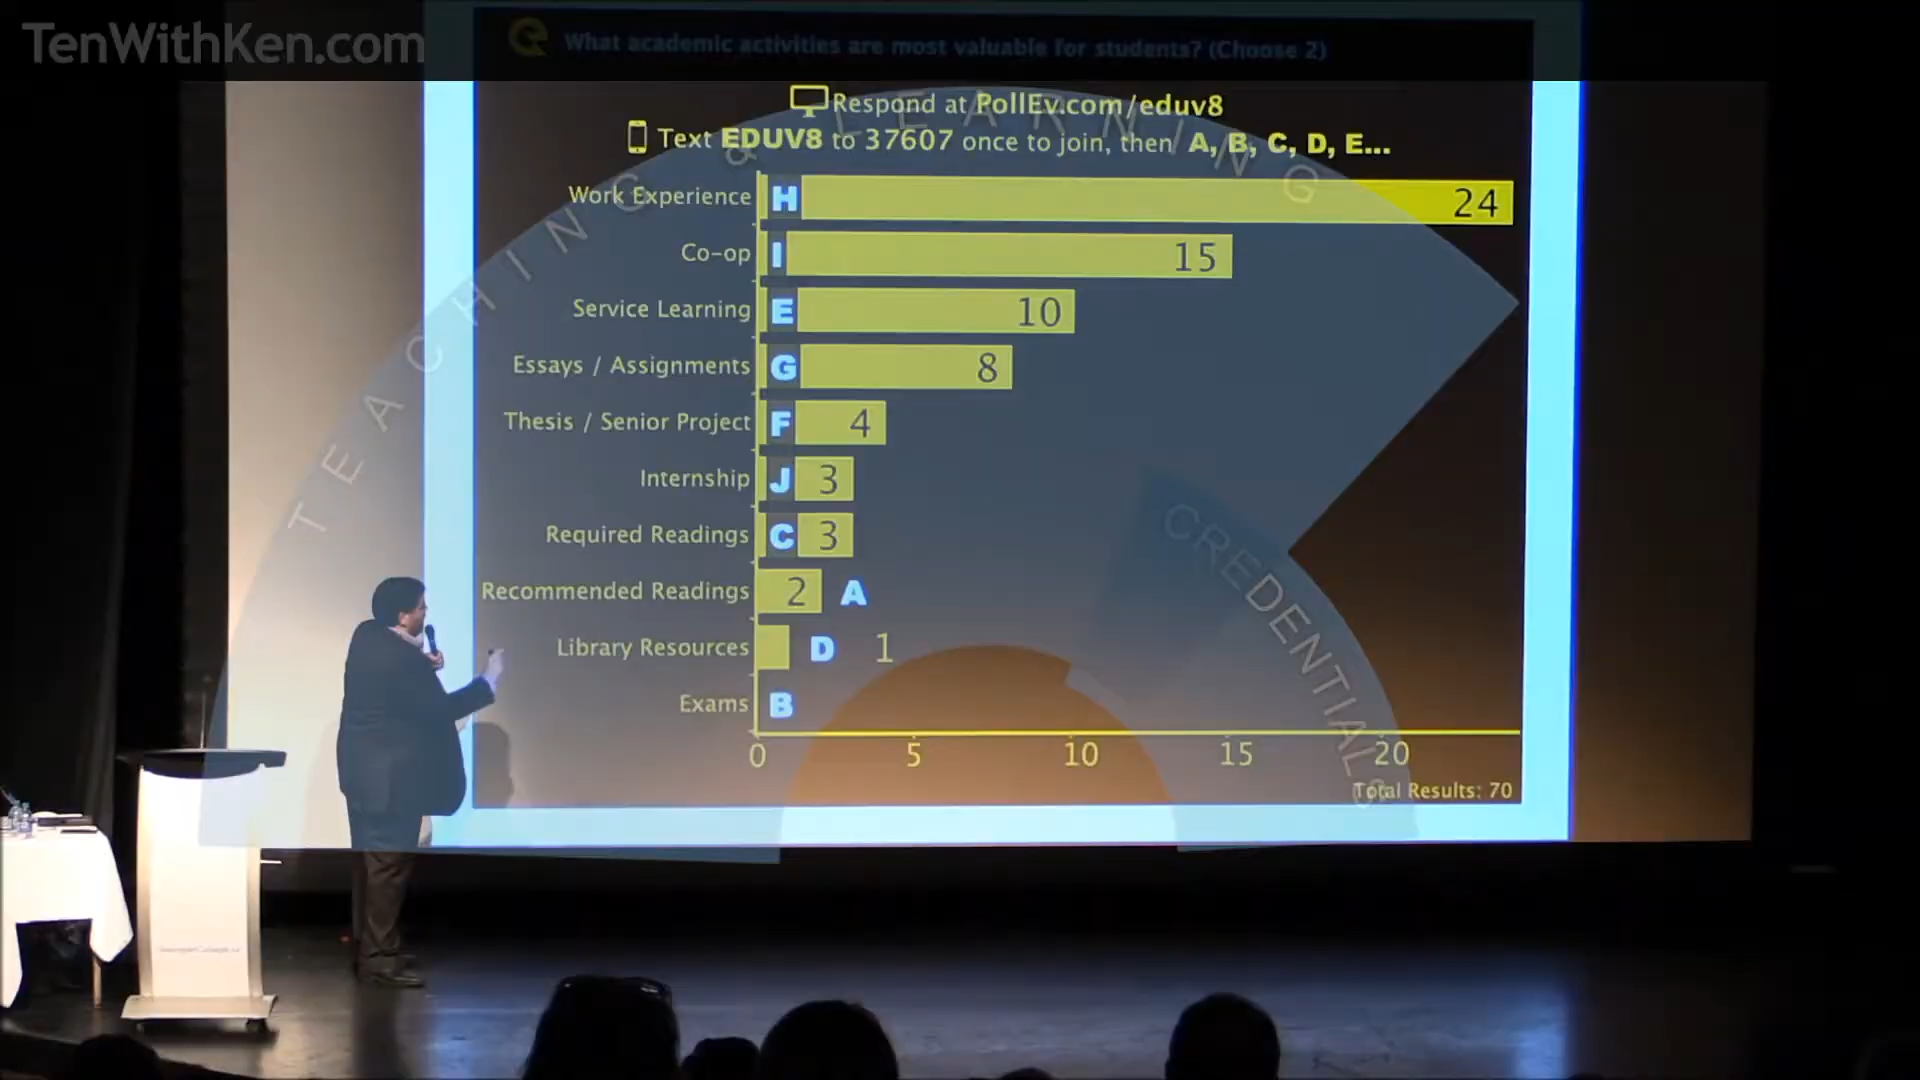 TenWithKen.com
What academic activities are most valuable for students? (Choose 2)
Respond at PollEv.com/eduv8
Text EDUV8 to 37607 once to join, then A, B, C, D, E...
TEACHING & LEARNING
Work Experience H 24
Co-op I 15
Service Learning E 10
Essays / Assignments G 8
Thesis / Senior Project F 4
Internship J 3
Required Readings C 3
Recommended Readings 2 A
Library Resources D 1
Exams B
CREDENTIALS
0 5 10 15 20
Total Results: 70